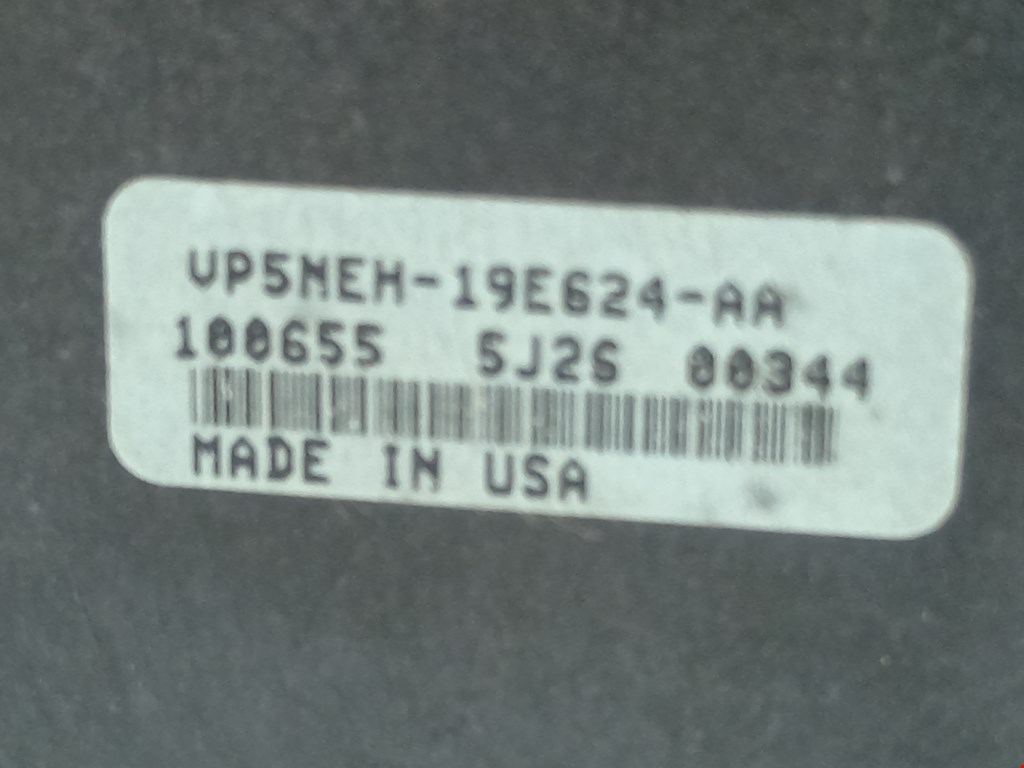 VP5MEH-19E624-AA
100655 5J26 00344
MADE IN USA